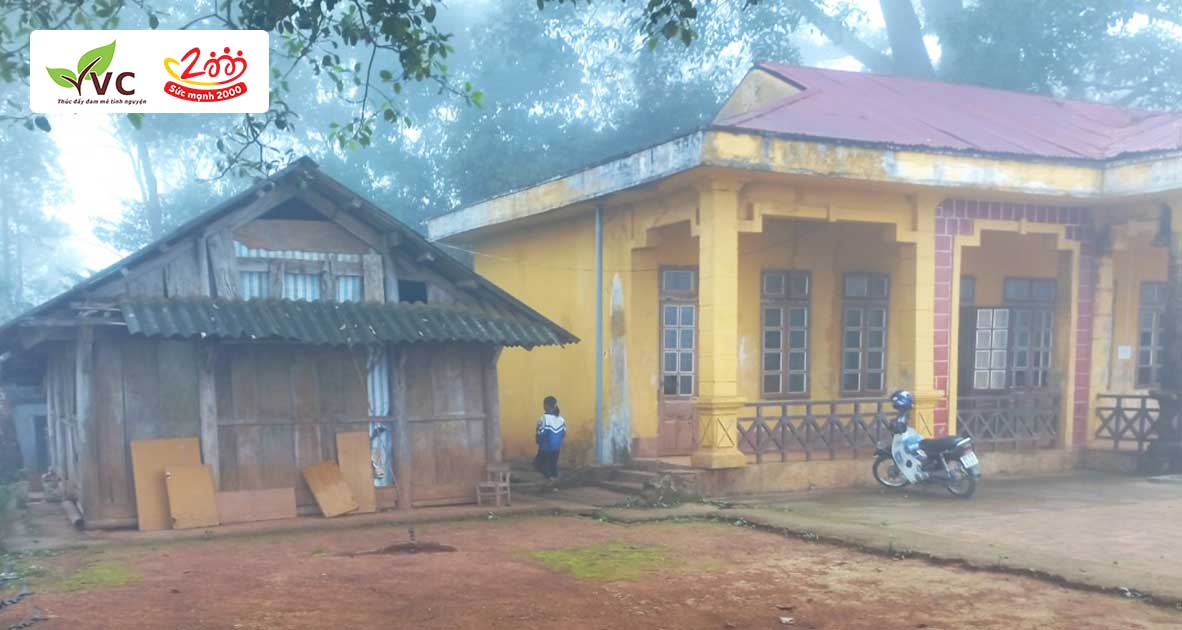 VC
Thúc đẩy đam mê tình nguyện
2000
Sức mạnh 2000